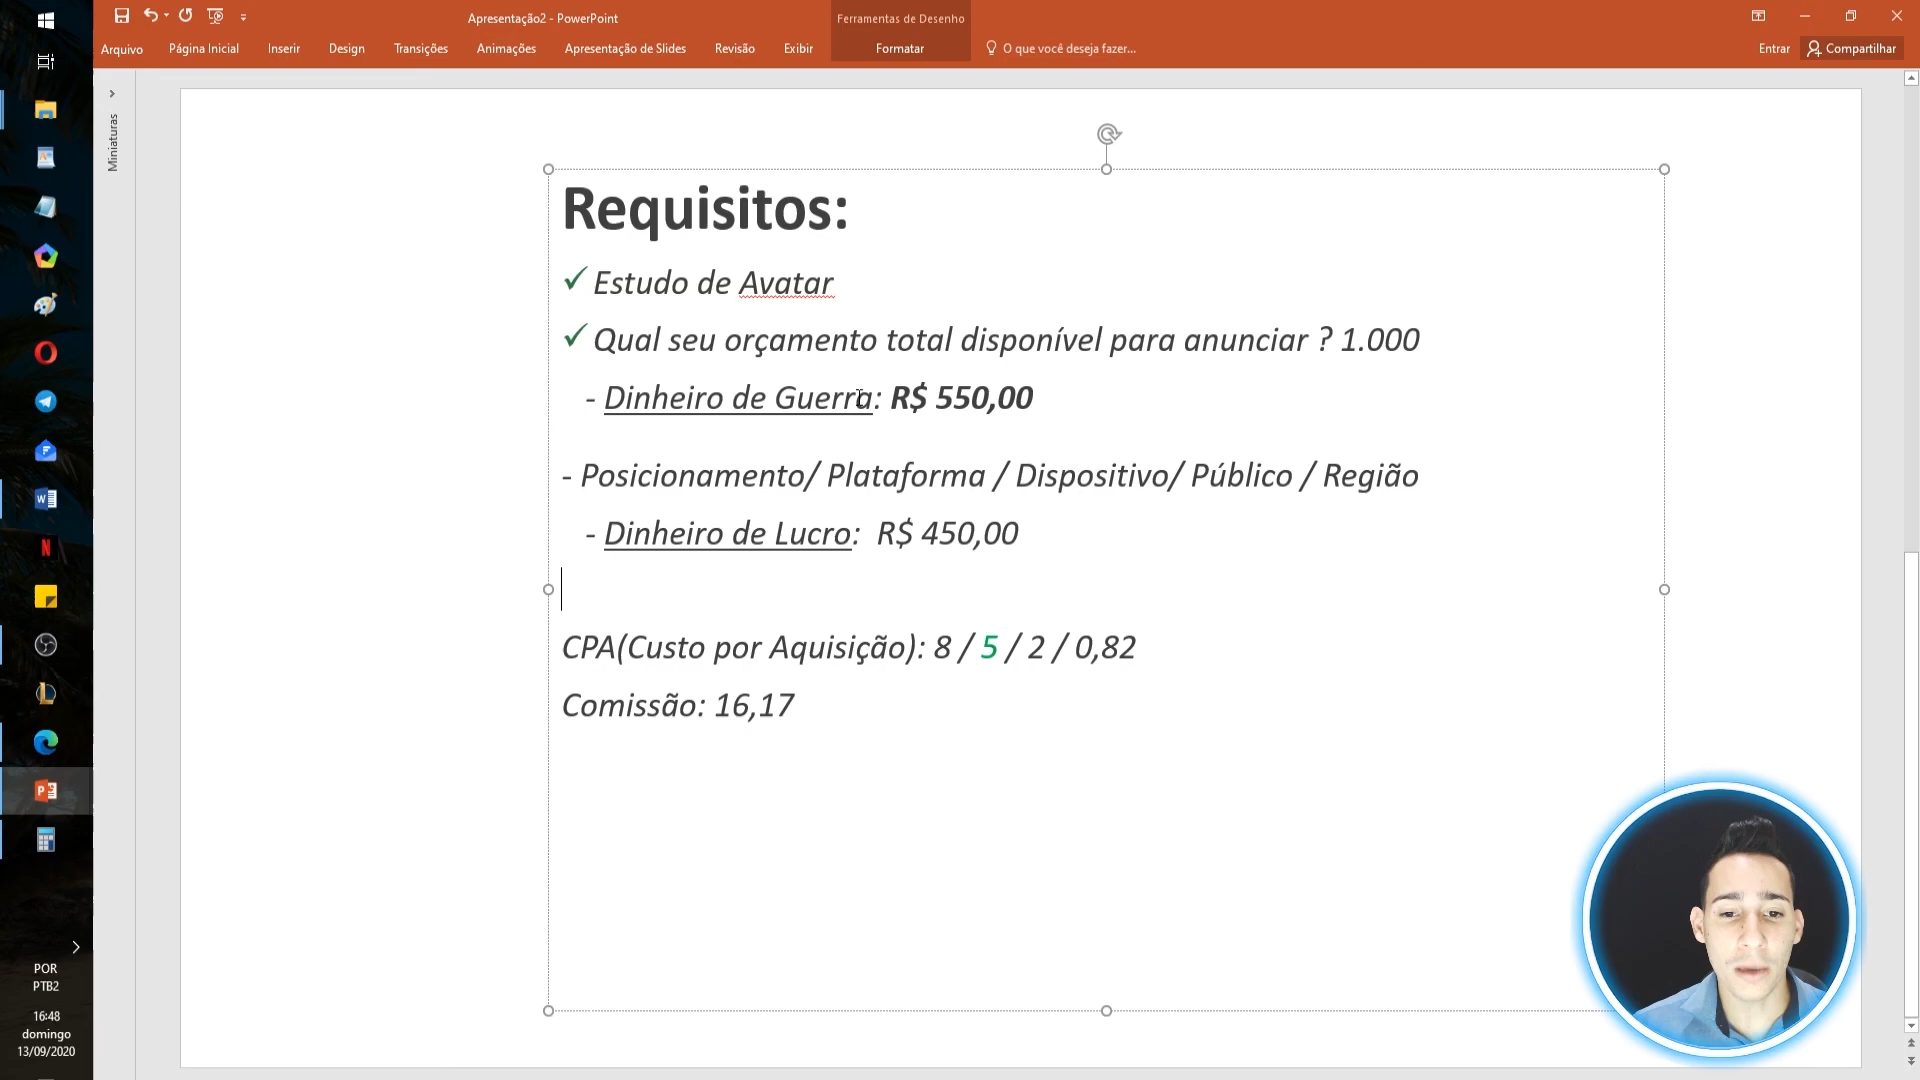 Apresentação2 - PowerPoint
Ferramentas de Desenho
Arquivo
Página Inicial
Inserir
Design
Transições
Animações
Apresentação de Slides
Revisão
Exibir
Formatar
O que você deseja fazer...
Entrar
Compartilhar
Miniaturas
Requisitos:
✓ Estudo de Avatar
✓ Qual seu orçamento total disponível para anunciar ? 1.000
- Dinheiro de Guerra: R$ 550,00
- Posicionamento/ Plataforma / Dispositivo/ Público / Região
- Dinheiro de Lucro: R$ 450,00
CPA(Custo por Aquisição): 8 / 5 / 2 / 0,82
Comissão: 16,17
POR
PTB2
16:48
domingo
13/09/2020